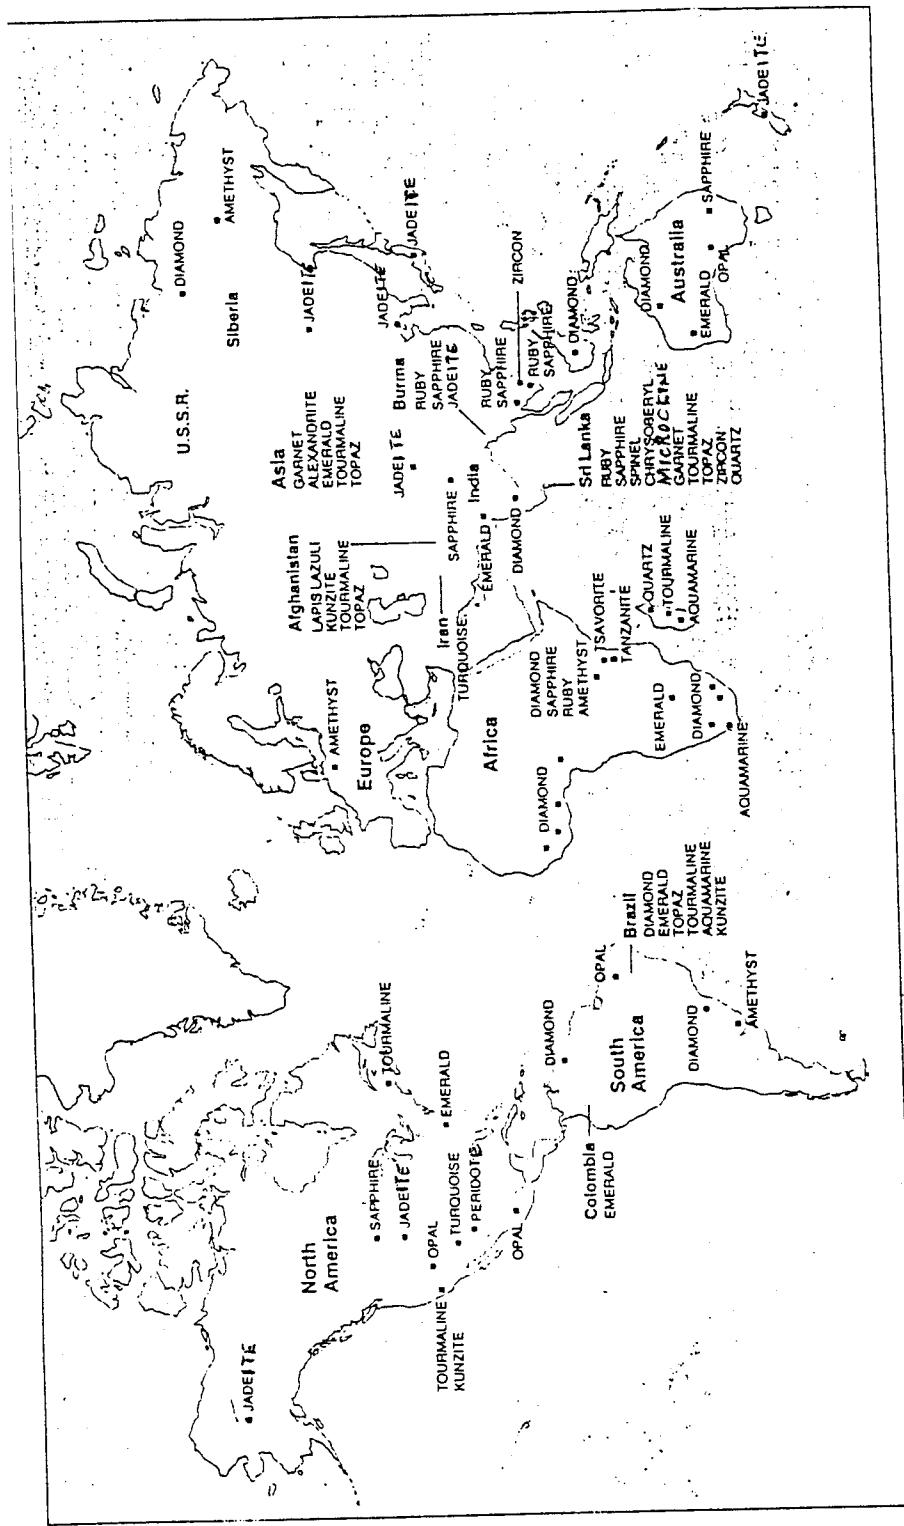 JADEITE
North
America
SAPPHIRE
JADEITE
OPAL
TURQUOISE
PERIDOTE
TOURMALINE
KUNZITE
OPAL
TOURMALINE
EMERALD
Colombia
EMERALD
DIAMOND
South
America
OPAL
Brazil
DIAMOND
EMERALD
TOPAZ
TOURMALINE
AQUAMARINE
KUNZITE
DIAMOND
AMETHYST
AMETHYST
Europe
Africa
DIAMOND
DIAMOND
SAPPHIRE
RUBY
AMETHYST
TSAVORITE
TANZANITE
EMERALD
DIAMOND
AQUAMARINE
QUARTZ
TOURMALINE
AQUAMARINE
Iran
TURQUOISE
Afghanistan
LAPIS LAZULI
KUNZITE
TOURMALINE
TOPAZ
SAPPHIRE
EMERALD
India
DIAMOND
U.S.S.R.
Siberia
DIAMOND
AMETHYST
Asia
GARNET
ALEXANDRITE
EMERALD
TOURMALINE
TOPAZ
JADEITE
JADEITE
JADEITE
JADEITE
Burma
RUBY
SAPPHIRE
JADEITE
RUBY
SAPPHIRE
ZIRCON
RUBY
SAPPHIRE
DIAMOND
Sri Lanka
RUBY
SAPPHIRE
SPINEL
CHRYSOBERYL
MICROCLINE
GARNET
TOURMALINE
TOPAZ
ZIRCON
QUARTZ
DIAMOND
Australia
EMERALD
OPAL
SAPPHIRE
JADEITE